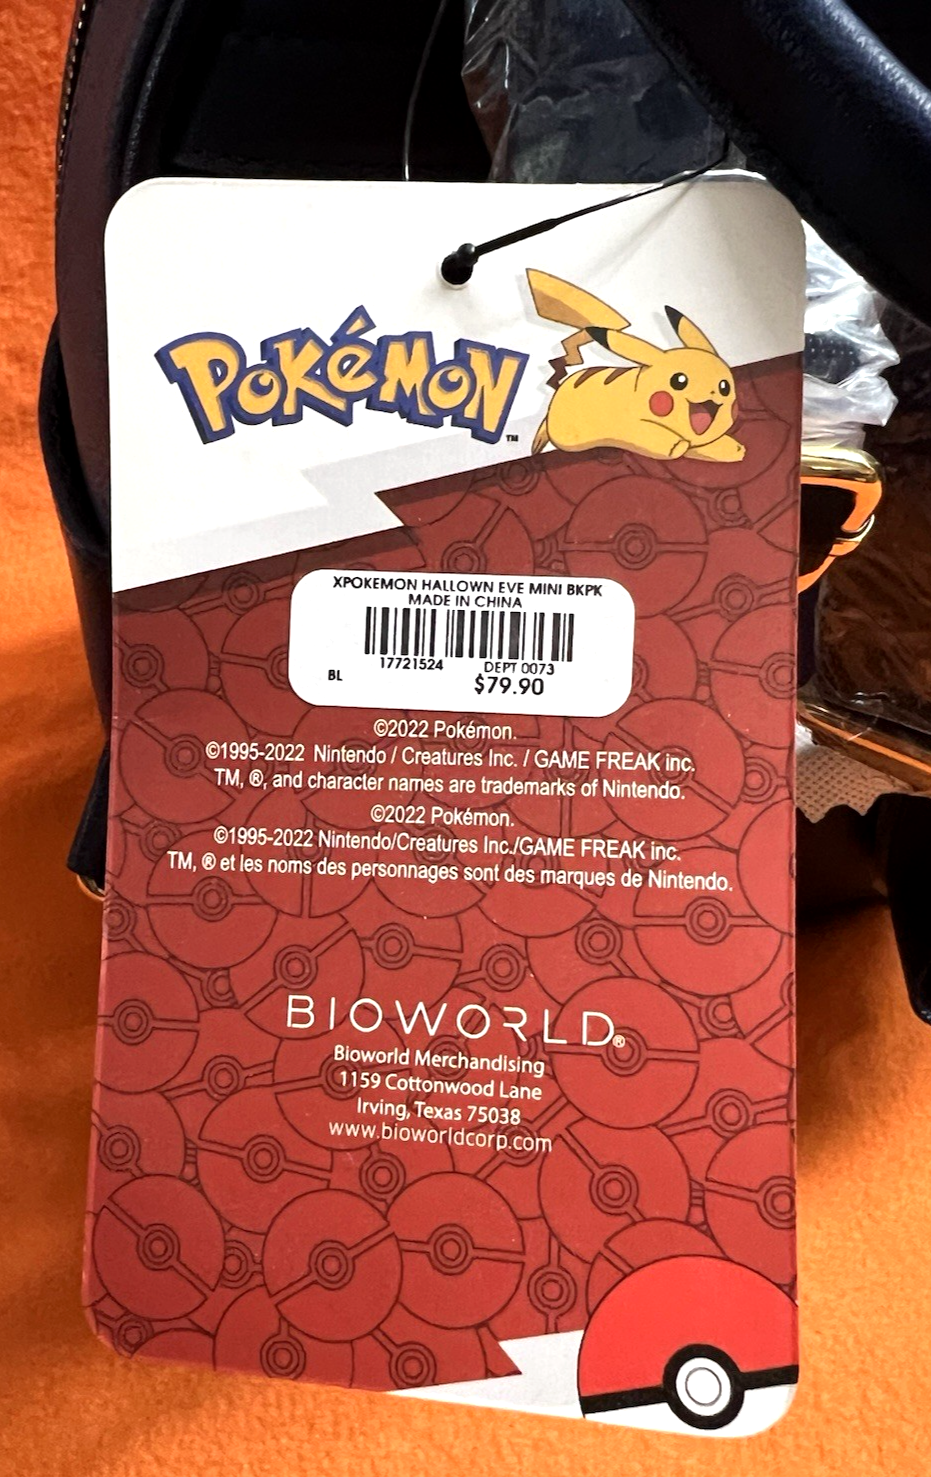 POKéMON™
XPOKEMON HALLOWN EVE MINI BKPK
MADE IN CHINA
17721524 DEPT 0073
BL $79.90
©2022 Pokémon.
©1995-2022 Nintendo / Creatures Inc. / GAME FREAK inc.
TM, ®, and character names are trademarks of Nintendo.
©2022 Pokémon.
©1995-2022 Nintendo/Creatures Inc./GAME FREAK inc.
TM, ® et les noms des personnages sont des marques de Nintendo.
BIOWORLD®
Bioworld Merchandising
1159 Cottonwood Lane
Irving, Texas 75038
www.bioworldcorp.com